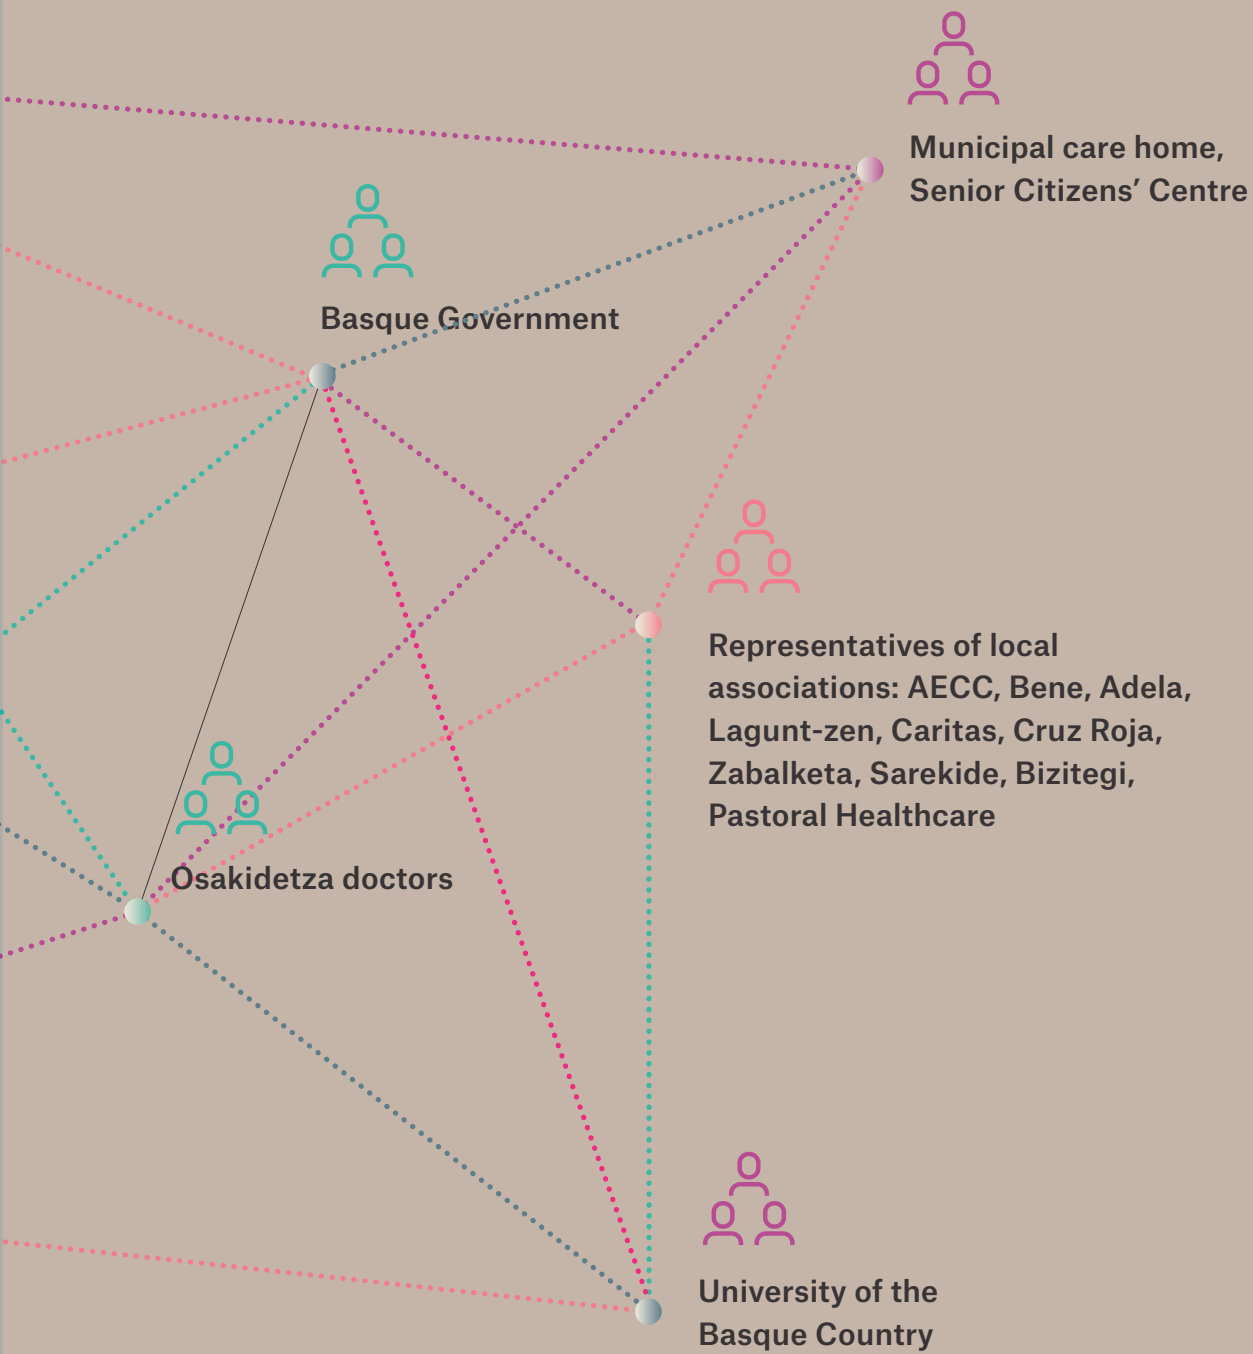 Municipal care home,
Senior Citizens’ Centre
Basque Government
Representatives of local
associations: AECC, Bene, Adela,
Lagunt-zen, Caritas, Cruz Roja,
Zabalketa, Sarekide, Bizitegi,
Pastoral Healthcare
Osakidetza doctors
University of the
Basque Country